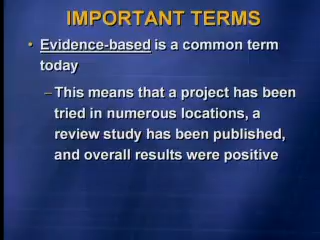 IMPORTANT TERMS
• Evidence-based is a common term
today
– This means that a project has been
tried in numerous locations, a
review study has been published,
and overall results were positive